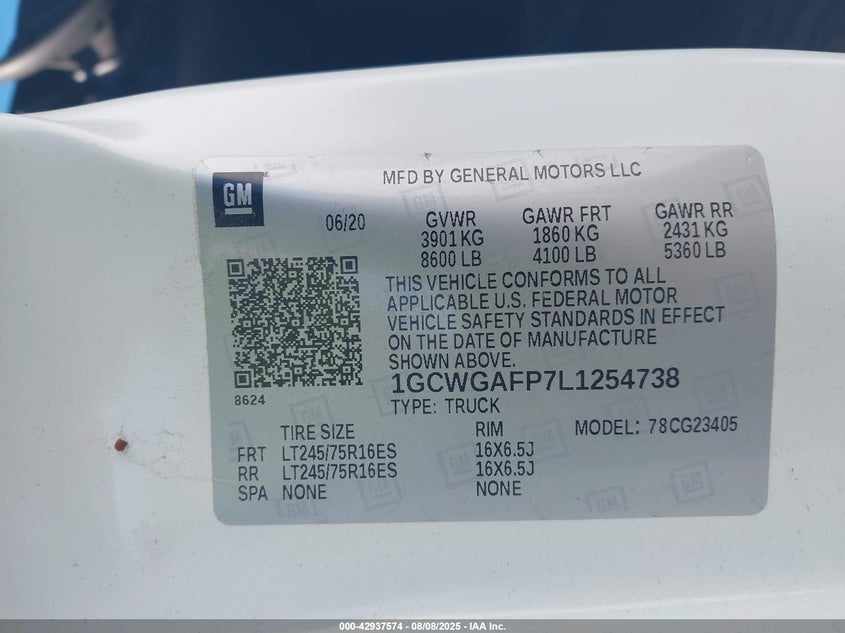 GM
MFD BY GENERAL MOTORS LLC
06/20
GVWR
3901 KG
8600 LB
GAWR FRT
1860 KG
4100 LB
GAWR RR
2431 KG
5360 LB
THIS VEHICLE CONFORMS TO ALL
APPLICABLE U.S. FEDERAL MOTOR
VEHICLE SAFETY STANDARDS IN EFFECT
ON THE DATE OF MANUFACTURE
SHOWN ABOVE.
8624
1GCWGAFP7L1254738
TYPE: TRUCK
MODEL: 78CG23405
TIRE SIZE RIM
FRT LT245/75R16ES 16X6.5J
RR LT245/75R16ES 16X6.5J
SPA NONE NONE
000-42937574 - 08/08/2025 - IAA Inc.